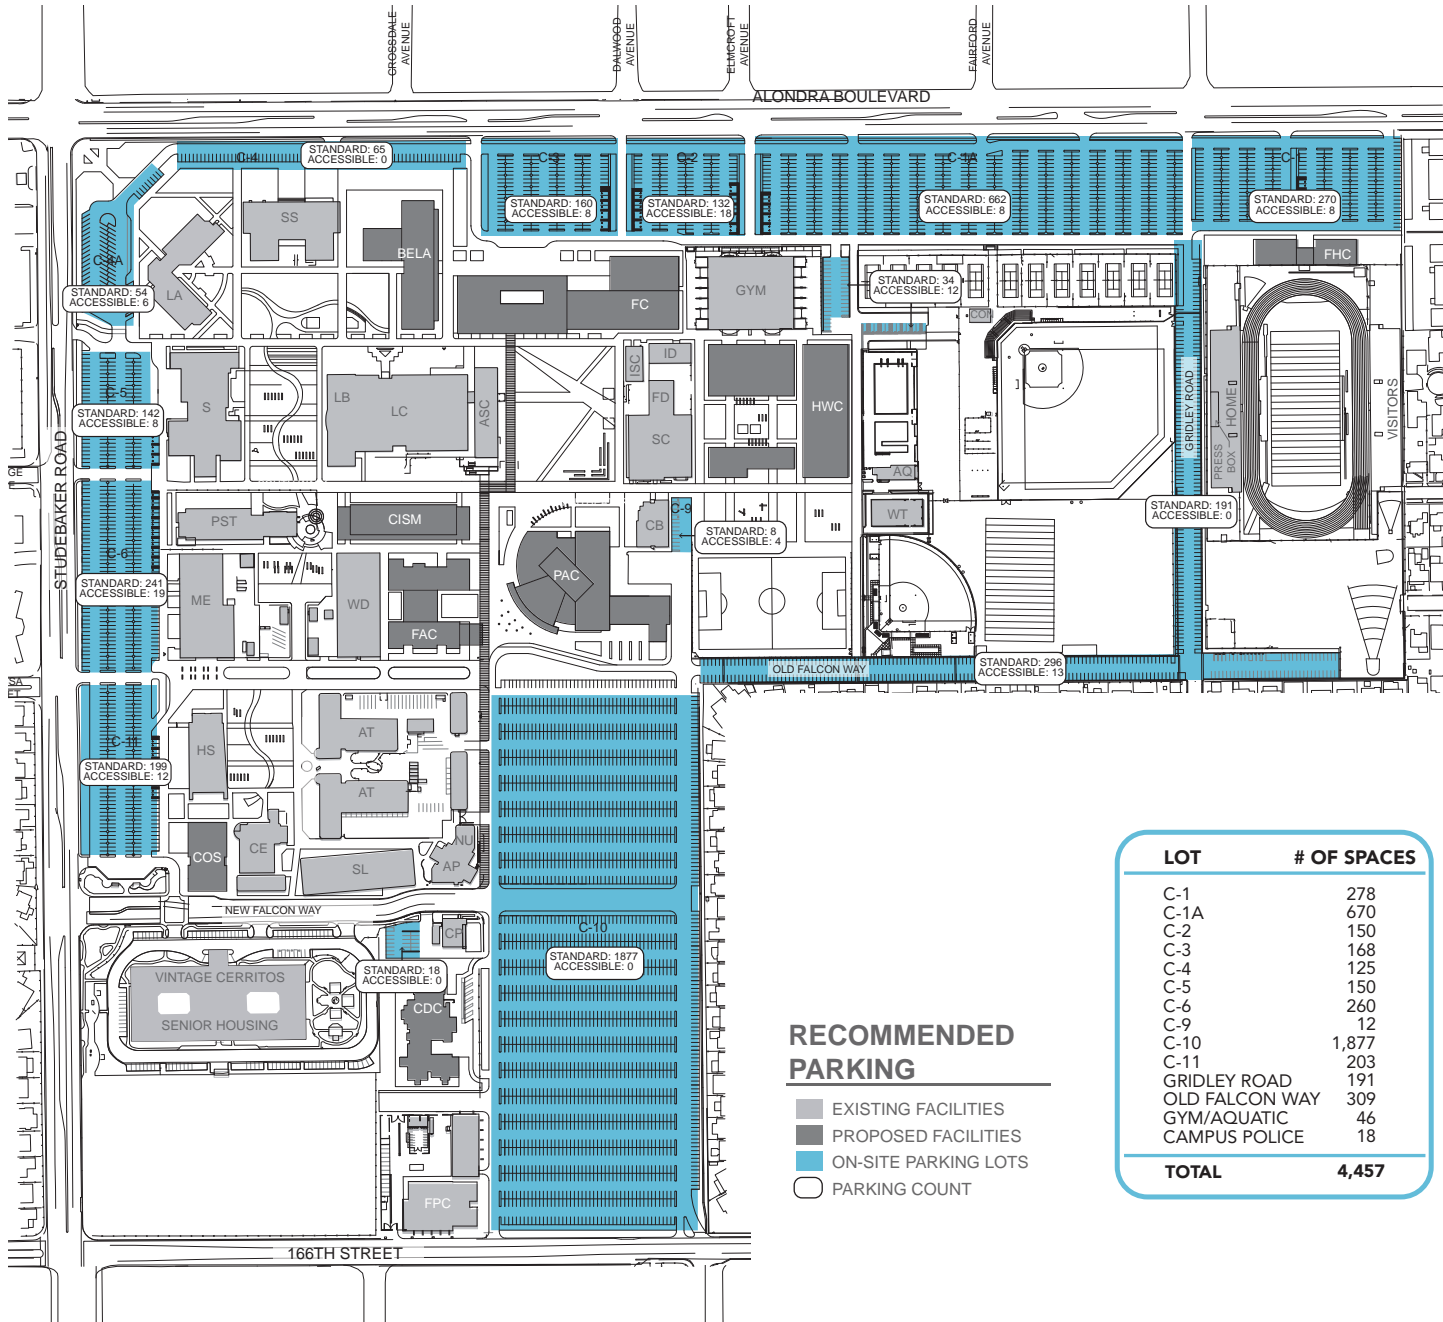 CROSSDALE
AVENUE
DALWOOD
AVENUE
ELMCROFT
AVENUE
FAIRFORD
AVENUE
ALONDRA BOULEVARD
C-4
STANDARD: 65
ACCESSIBLE: 0
C-3
STANDARD: 160
ACCESSIBLE: 8
C-2
STANDARD: 132
ACCESSIBLE: 18
C-1A
STANDARD: 662
ACCESSIBLE: 8
C-1
STANDARD: 270
ACCESSIBLE: 8
C-4A
STANDARD: 54
ACCESSIBLE: 6
SS
LA
BELA
FC
GYM
STANDARD: 34
ACCESSIBLE: 12
CON
FHC
C-5
STANDARD: 142
ACCESSIBLE: 8
S
LB
LC
ASC
ISC
ID
FD
SC
HWC
AQ
WT
GRIDLEY ROAD
PRESS
BOX
HOME
VISITORS
STANDARD: 191
ACCESSIBLE: 0
GE
STUDEBAKER ROAD
C-6
STANDARD: 241
ACCESSIBLE: 19
PST
CISM
CB
C-9
STANDARD: 8
ACCESSIBLE: 4
PAC
ME
WD
FAC
OLD FALCON WAY
STANDARD: 296
ACCESSIBLE: 13
SA
C-11
STANDARD: 199
ACCESSIBLE: 12
HS
AT
AT
COS
CE
SL
NU
AP
NEW FALCON WAY
CP
C-10
STANDARD: 1877
ACCESSIBLE: 0
STANDARD: 18
ACCESSIBLE: 0
VINTAGE CERRITOS
SENIOR HOUSING
CDC
FPC
166TH STREET
RECOMMENDED
PARKING
EXISTING FACILITIES
PROPOSED FACILITIES
ON-SITE PARKING LOTS
PARKING COUNT
LOT # OF SPACES
C-1 278
C-1A 670
C-2 150
C-3 168
C-4 125
C-5 150
C-6 260
C-9 12
C-10 1,877
C-11 203
GRIDLEY ROAD 191
OLD FALCON WAY 309
GYM/AQUATIC 46
CAMPUS POLICE 18
TOTAL 4,457